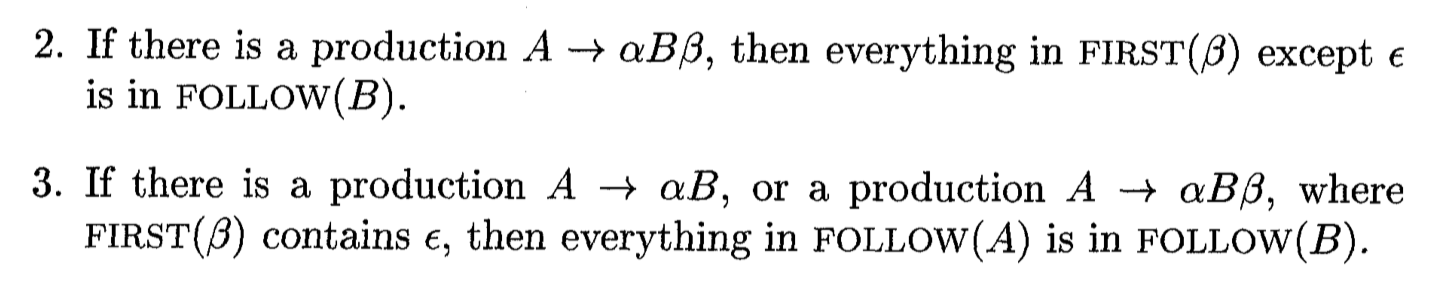 2. If there is a production A → αBβ, then everything in FIRST(β) except ϵ
is in FOLLOW(B).
3. If there is a production A → αB, or a production A → αBβ, where
FIRST(β) contains ϵ, then everything in FOLLOW(A) is in FOLLOW(B).